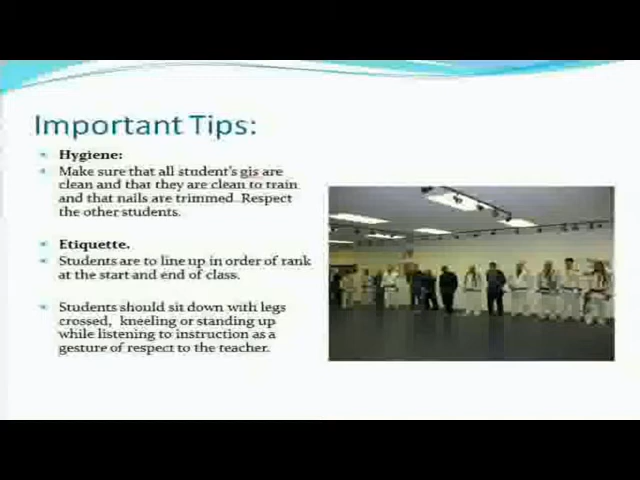 Important Tips:
Hygiene:
Make sure that all student's gis are
clean and that they are clean to train
and that nails are trimmed. Respect
the other students.
Etiquette.
Students are to line up in order of rank
at the start and end of class.
Students should sit down with legs
crossed, kneeling or standing up
while listening to instruction as a
gesture of respect to the teacher.